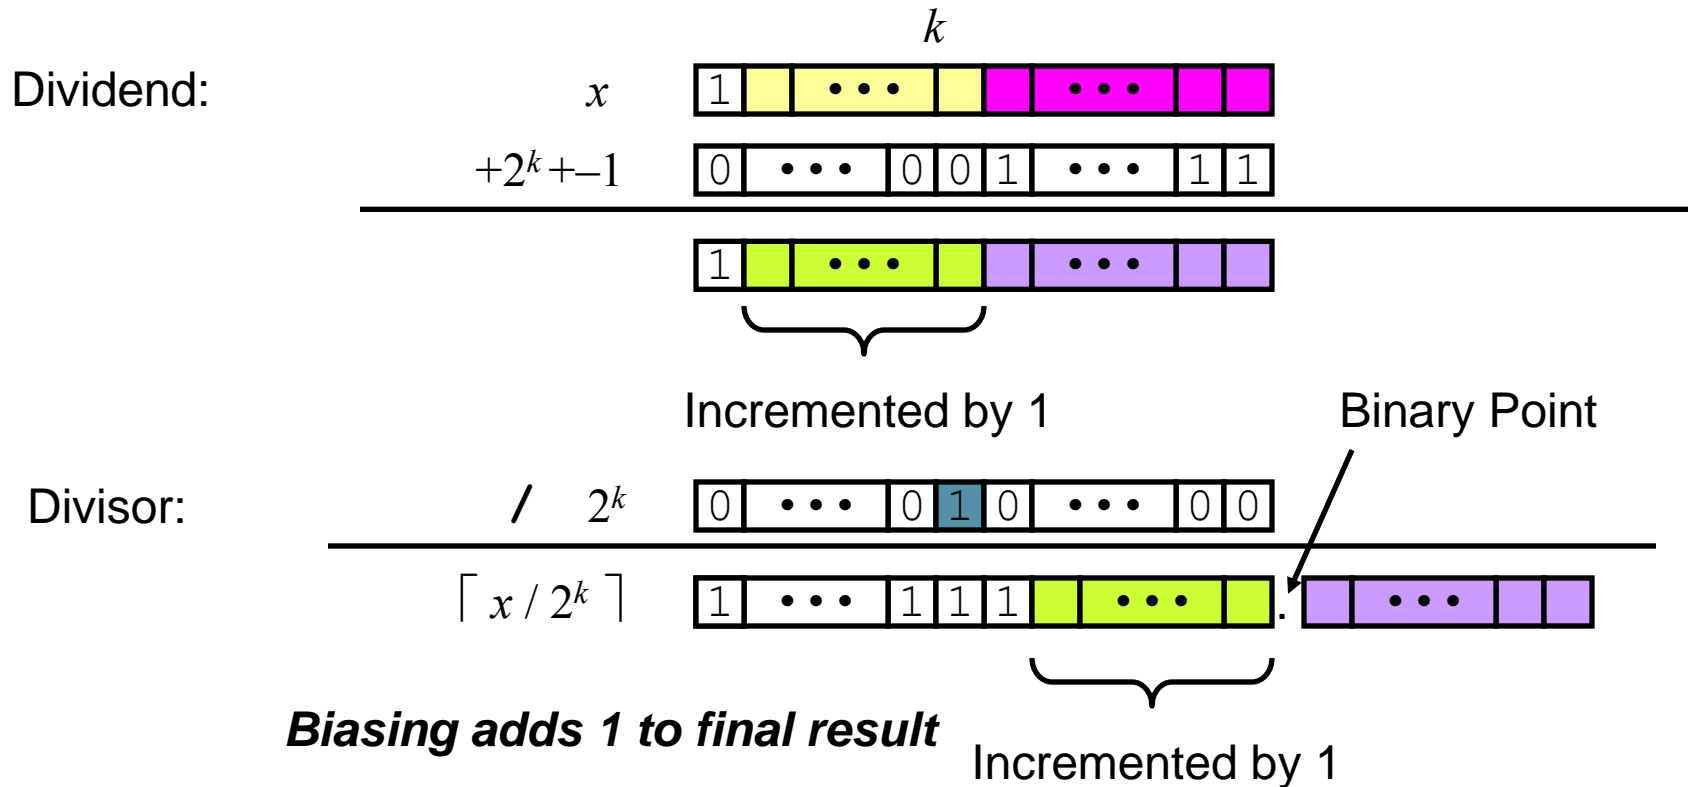 k
Dividend: x 1 • • • • • •
+2^k +–1 0 • • • 0 0 1 • • • 1 1
1 • • • • • •
Incremented by 1 Binary Point
Divisor: / 2^k 0 • • • 0 1 0 • • • 0 0
⌈ x / 2^k ⌉ 1 • • • 1 1 1 • • • . • • •
Biasing adds 1 to final result
Incremented by 1